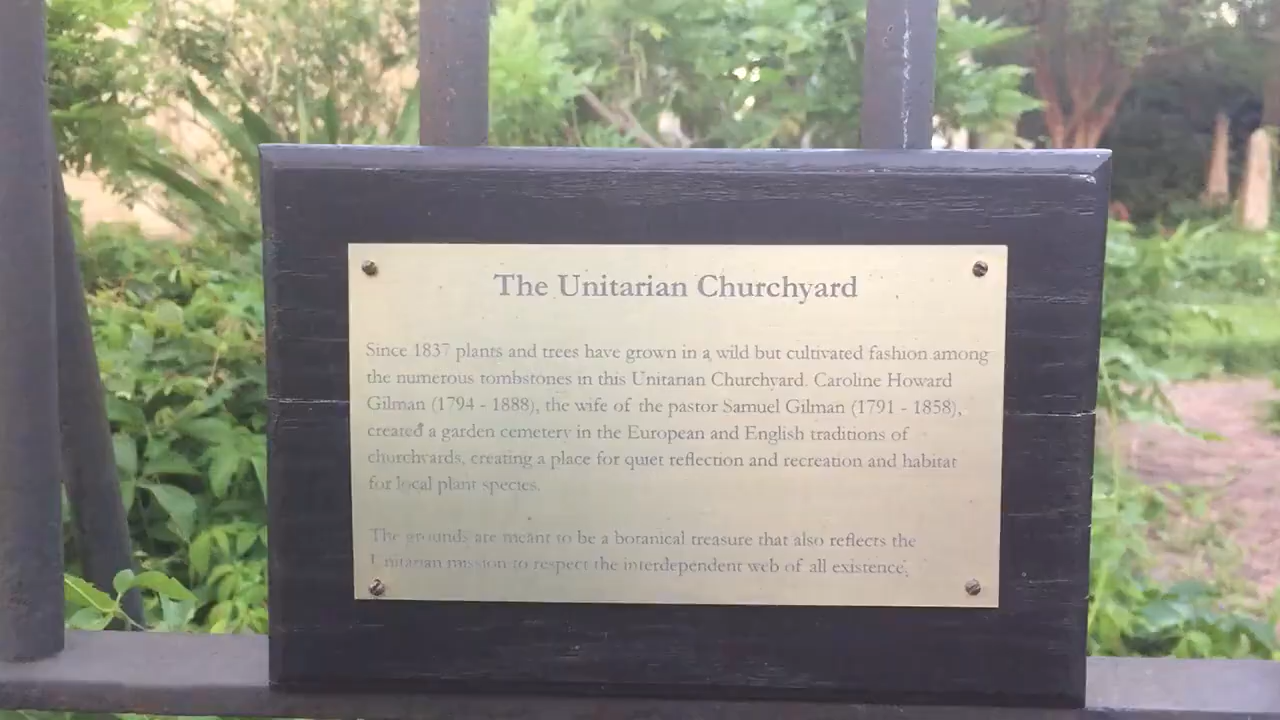 The Unitarian Churchyard
Since 1837 plants and trees have grown in a wild but cultivated fashion among
the numerous tombstones in this Unitarian Churchyard. Caroline Howard
Gilman (1794 - 1888), the wife of the pastor Samuel Gilman (1791 - 1858),
created a garden cemetery in the European and English traditions of
churchyards, creating a place for quiet reflection and recreation and habitat
for local plant species.
The grounds are meant to be a botanical treasure that also reflects the
Unitarian mission to respect the interdependent web of all existence.